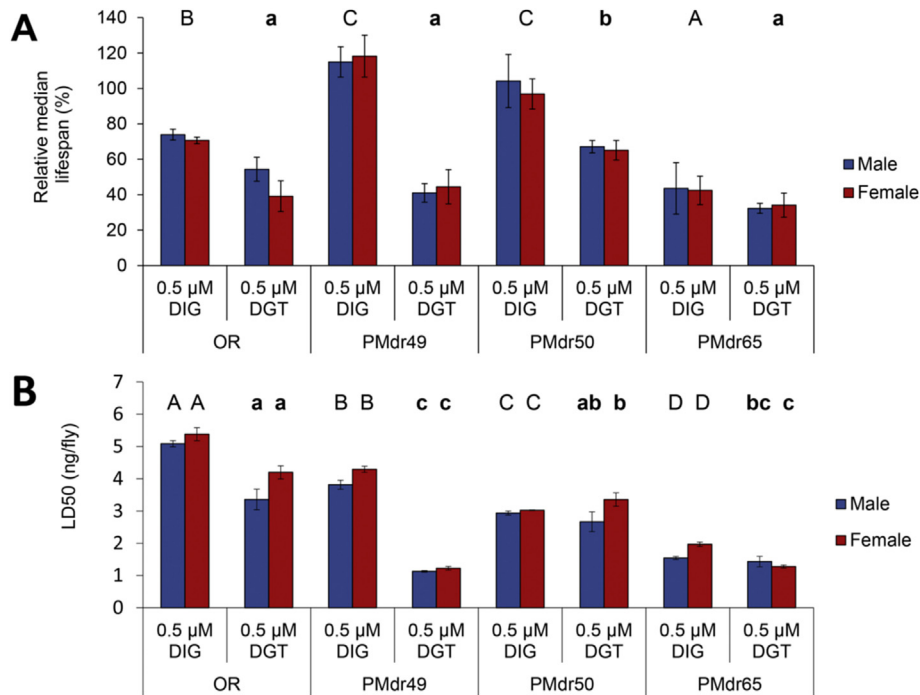 A
B a C a C b A a
140
120
100
80
60
40
20
0
Relative median
lifespan (%)
Male
Female
0.5 µM 0.5 µM 0.5 µM 0.5 µM 0.5 µM 0.5 µM 0.5 µM 0.5 µM
DIG DGT DIG DGT DIG DGT DIG DGT
OR PMdr49 PMdr50 PMdr65
B
A A a a B B c c C C ab b D D bc c
7
6
5
4
3
2
1
0
LD50 (ng/fly)
Male
Female
0.5 µM 0.5 µM 0.5 µM 0.5 µM 0.5 µM 0.5 µM 0.5 µM 0.5 µM
DIG DGT DIG DGT DIG DGT DIG DGT
OR PMdr49 PMdr50 PMdr65